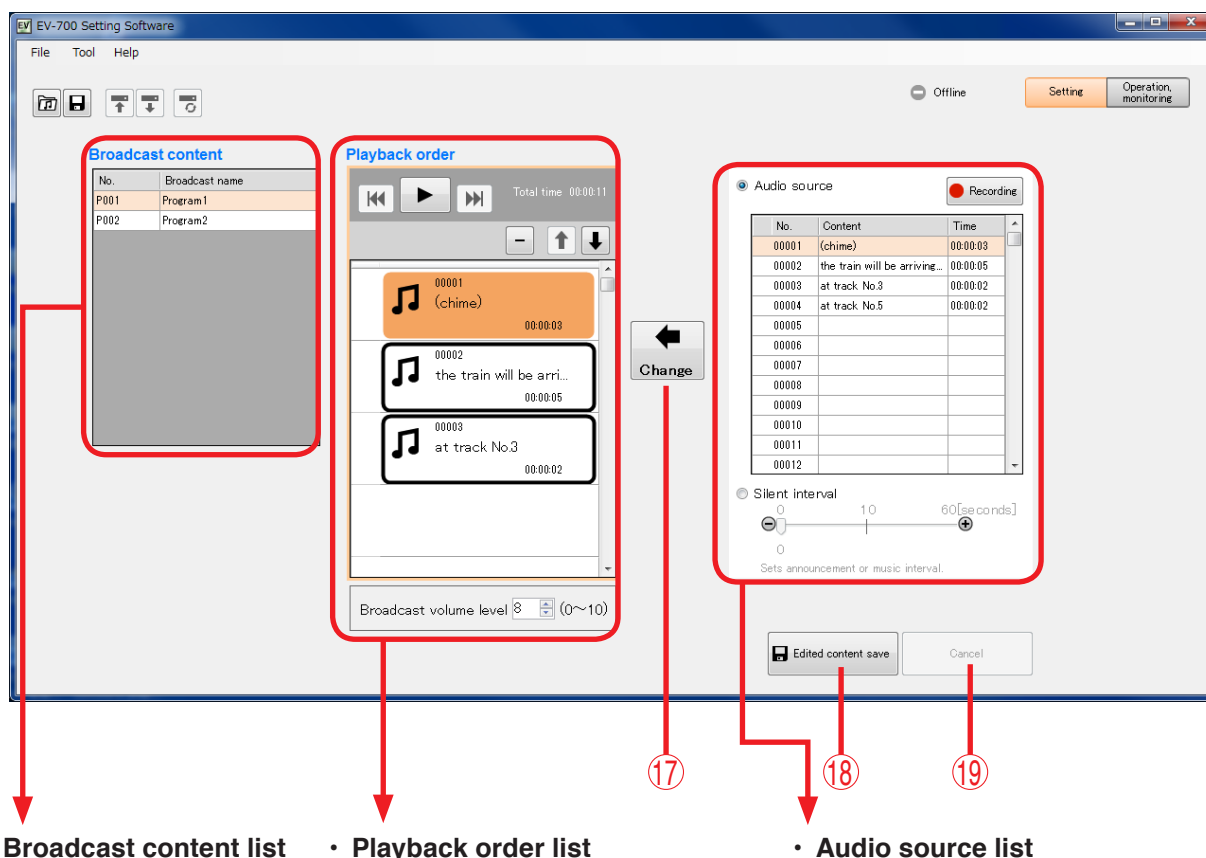 EV EV-700 Setting Software
File Tool Help
Offline
Setting
Operation,
monitoring
Broadcast content
No. Broadcast name
P001 Program1
P002 Program2
Playback order
Total time 00:00:11
00001
(chime)
00:00:03
00002
the train will be arri...
00:00:05
00003
at track No.3
00:00:02
Broadcast volume level 8 (0~10)
Change
Audio source
Recording
No. Content Time
00001 (chime) 00:00:03
00002 the train will be arriving... 00:00:05
00003 at track No.3 00:00:02
00004 at track No.5 00:00:02
00005
00006
00007
00008
00009
00010
00011
00012
Silent interval
0 10 60[seconds]
0
Sets announcement or music interval.
Edited content save
Cancel
⑰ ⑱ ⑲
Broadcast content list
・ Playback order list
・ Audio source list